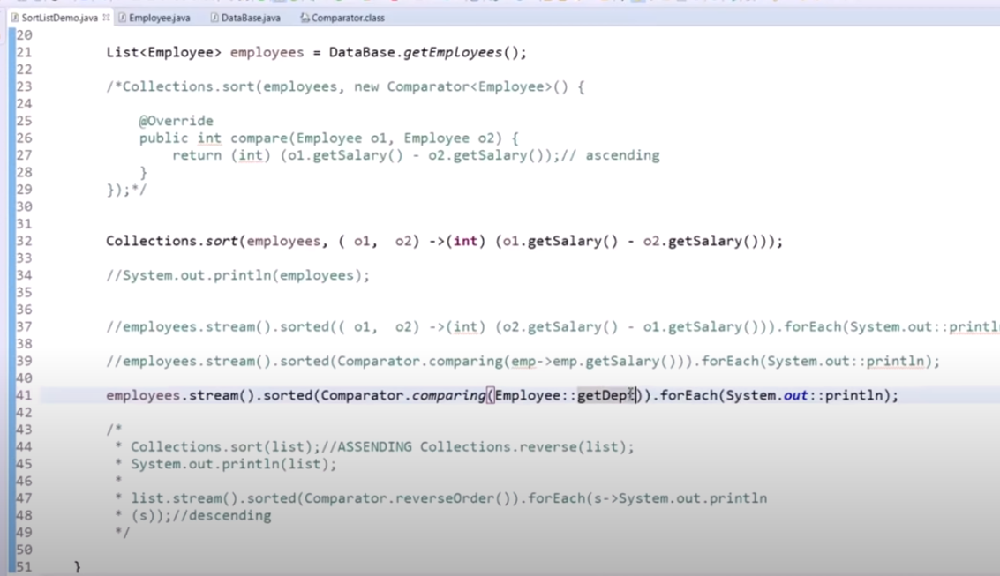 SortListDemo.java Employee.java DataBase.java Comparator.class
20
21 List<Employee> employees = DataBase.getEmployees();
22
23 /*Collections.sort(employees, new Comparator<Employee>() {
24
25 @Override
26 public int compare(Employee o1, Employee o2) {
27 return (int) (o1.getSalary() - o2.getSalary());// ascending
28 }
29 });*/
30
31
32 Collections.sort(employees, ( o1,  o2) ->(int) (o1.getSalary() - o2.getSalary()));
33
34 //System.out.println(employees);
35
36
37 //employees.stream().sorted(( o1,  o2) ->(int) (o2.getSalary() - o1.getSalary())).forEach(System.out::printl
38
39 //employees.stream().sorted(Comparator.comparing(emp->emp.getSalary())).forEach(System.out::println);
40
41 employees.stream().sorted(Comparator.comparing(Employee::getDept)).forEach(System.out::println);
42
43 /*
44 * Collections.sort(list);//ASSENDING Collections.reverse(list);
45 * System.out.println(list);
46 *
47 * list.stream().sorted(Comparator.reverseOrder()).forEach(s->System.out.println
48 * (s));//descending
49 */
50
51 }